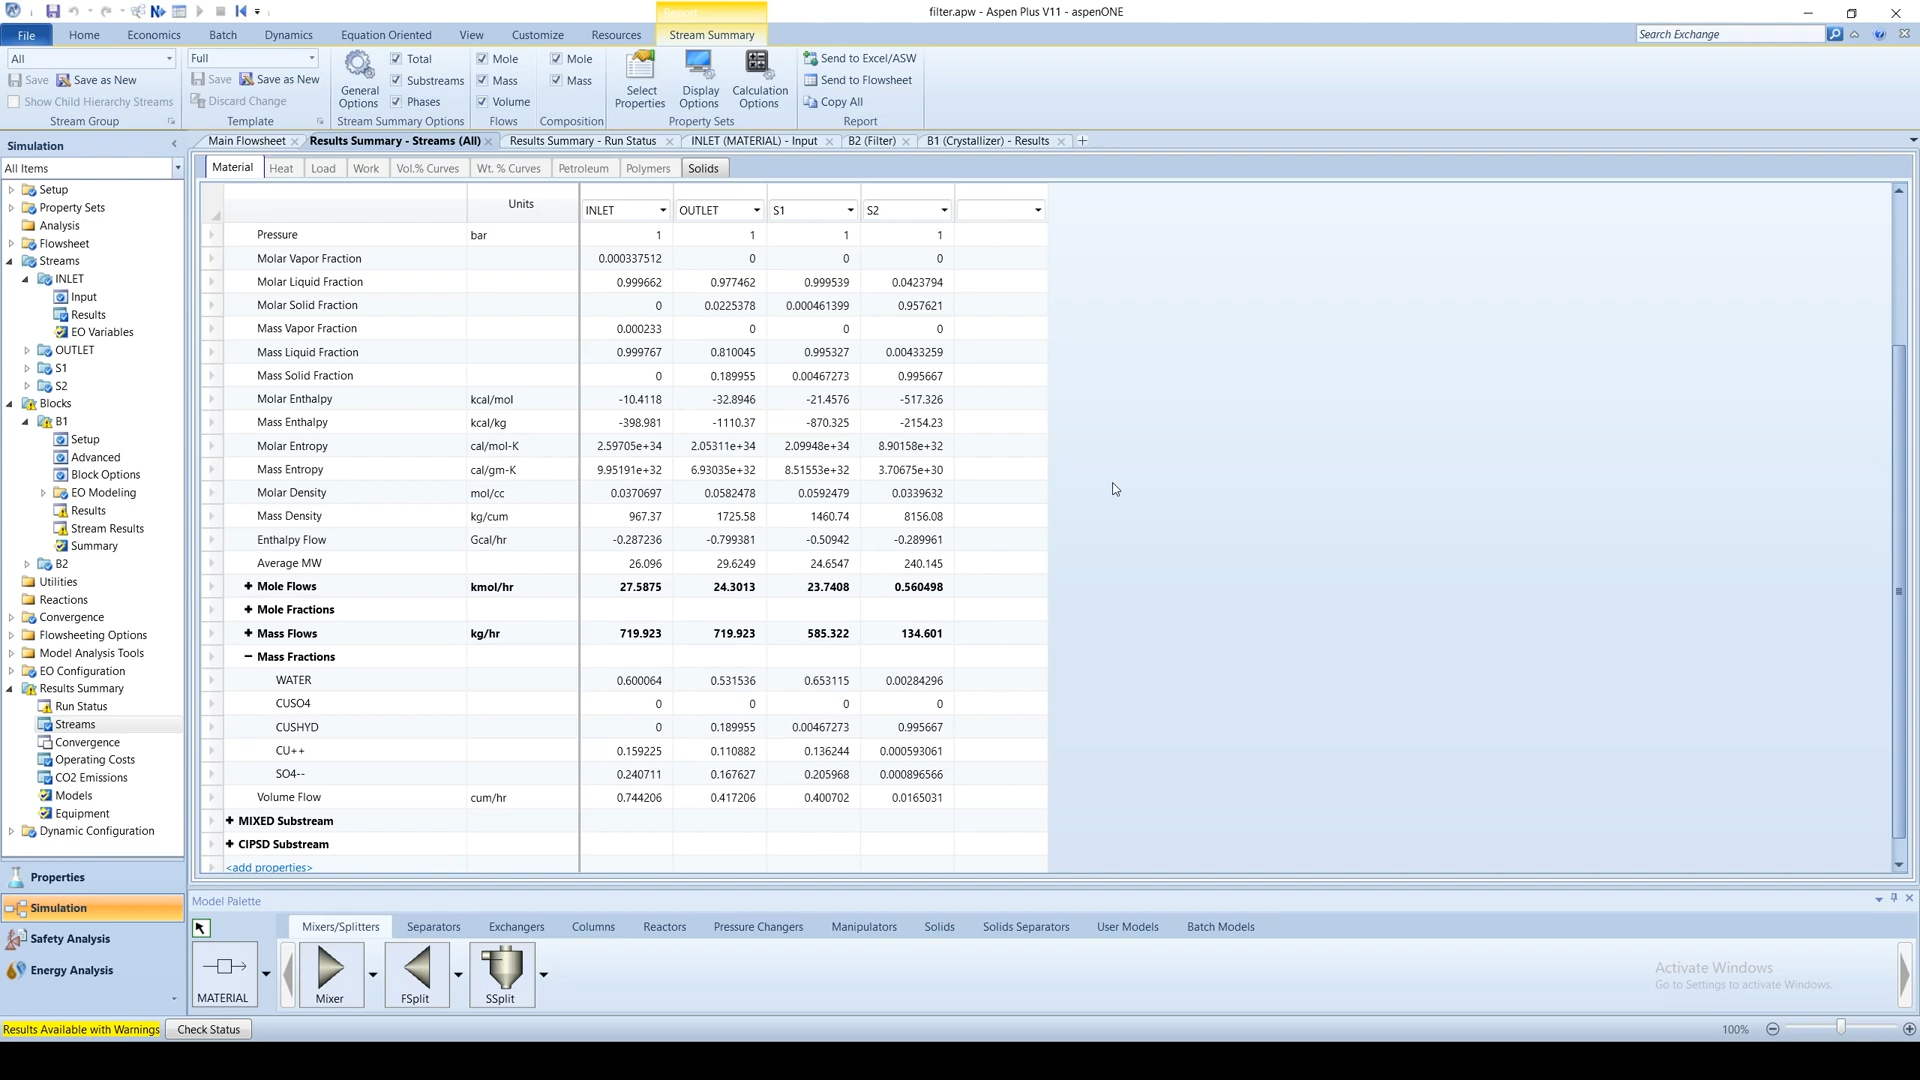 filter.apw - Aspen Plus V11 - aspenONE
Report
File Home Economics Batch Dynamics Equation Oriented View Customize Resources Stream Summary Search Exchange
All Full Total Mole Mole Send to Excel/ASW
Save Save as New Save Save as New Substreams Mass Mass Send to Flowsheet
Show Child Hierarchy Streams Discard Change General Options Phases Volume Select Properties Display Options Calculation Options Copy All
Stream Group Template Stream Summary Options Flows Composition Property Sets Report
Simulation
All Items
Setup
Property Sets
Analysis
Flowsheet
Streams
INLET
Input
Results
EO Variables
OUTLET
S1
S2
Blocks
B1
Setup
Advanced
Block Options
EO Modeling
Results
Stream Results
Summary
B2
Utilities
Reactions
Convergence
Flowsheeting Options
Model Analysis Tools
EO Configuration
Results Summary
Run Status
Streams
Convergence
Operating Costs
CO2 Emissions
Models
Equipment
Dynamic Configuration
Properties
Simulation
Safety Analysis
Energy Analysis
Main Flowsheet Results Summary - Streams (All) Results Summary - Run Status INLET (MATERIAL) - Input B2 (Filter) B1 (Crystallizer) - Results
Material Heat Load Work Vol.% Curves Wt. % Curves Petroleum Polymers Solids
Units INLET OUTLET S1 S2
Pressure bar 1 1 1 1
Molar Vapor Fraction 0.000337512 0 0 0
Molar Liquid Fraction 0.999662 0.977462 0.999539 0.0423794
Molar Solid Fraction 0 0.0225378 0.000461399 0.957621
Mass Vapor Fraction 0.000233 0 0 0
Mass Liquid Fraction 0.999767 0.810045 0.995327 0.00433259
Mass Solid Fraction 0 0.189955 0.00467273 0.995667
Molar Enthalpy kcal/mol -10.4118 -32.8946 -21.4576 -517.326
Mass Enthalpy kcal/kg -398.981 -1110.37 -870.325 -2154.23
Molar Entropy cal/mol-K 2.59705e+34 2.05311e+34 2.09948e+34 8.90158e+32
Mass Entropy cal/gm-K 9.95191e+32 6.93035e+32 8.51553e+32 3.70675e+30
Molar Density mol/cc 0.0370697 0.0582478 0.0592479 0.0339632
Mass Density kg/cum 967.37 1725.58 1460.74 8156.08
Enthalpy Flow Gcal/hr -0.287236 -0.799381 -0.50942 -0.289961
Average MW 26.096 29.6249 24.6547 240.145
+ Mole Flows kmol/hr 27.5875 24.3013 23.7408 0.560498
+ Mole Fractions
+ Mass Flows kg/hr 719.923 719.923 585.322 134.601
- Mass Fractions
WATER 0.600064 0.531536 0.653115 0.00284296
CUSO4 0 0 0 0
CUSHYD 0 0.189955 0.00467273 0.995667
CU++ 0.159225 0.110882 0.136244 0.000593061
SO4-- 0.240711 0.167627 0.205968 0.000896566
Volume Flow cum/hr 0.744206 0.417206 0.400702 0.0165031
+ MIXED Substream
+ CIPSD Substream
<add properties>
Model Palette
Mixers/Splitters Separators Exchangers Columns Reactors Pressure Changers Manipulators Solids Solids Separators User Models Batch Models
MATERIAL Mixer FSplit SSplit
Activate Windows
Go to Settings to activate Windows.
Results Available with Warnings Check Status 100%